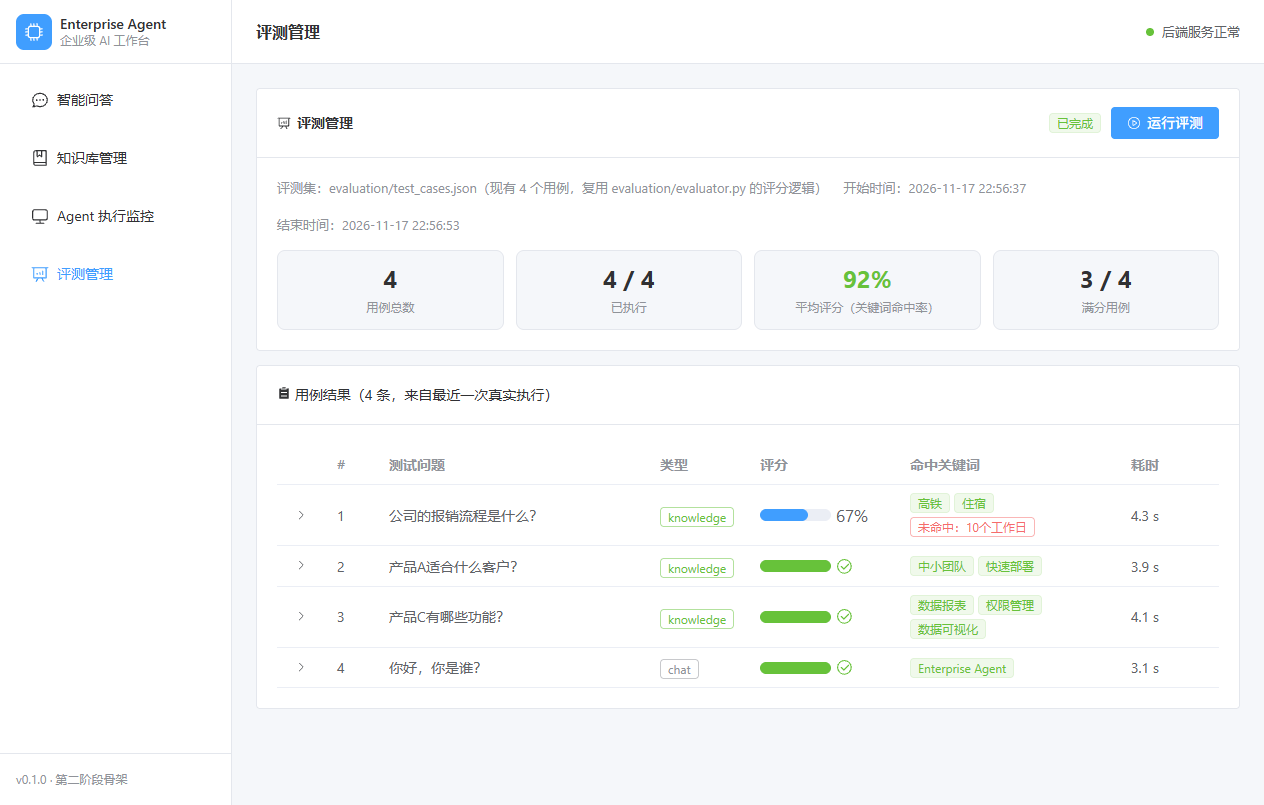 Enterprise Agent
企业级 AI 工作台
评测管理
后端服务正常
智能问答
知识库管理
Agent 执行监控
评测管理
评测管理
已完成
运行评测
评测集：evaluation/test_cases.json（现有 4 个用例，复用 evaluation/evaluator.py 的评分逻辑） 开始时间：2026-11-17 22:56:37
结束时间：2026-11-17 22:56:53
4
用例总数
4 / 4
已执行
92%
平均评分（关键词命中率）
3 / 4
满分用例
用例结果（4 条，来自最近一次真实执行）
# 测试问题 类型 评分 命中关键词 耗时
1 公司的报销流程是什么？ knowledge 67% 高铁 住宿 4.3 s
未命中：10个工作日
2 产品A适合什么客户？ knowledge 中小团队 快速部署 3.9 s
3 产品C有哪些功能？ knowledge 数据报表 权限管理 4.1 s
数据可视化
4 你好，你是谁？ chat Enterprise Agent 3.1 s
v0.1.0 · 第二阶段骨架